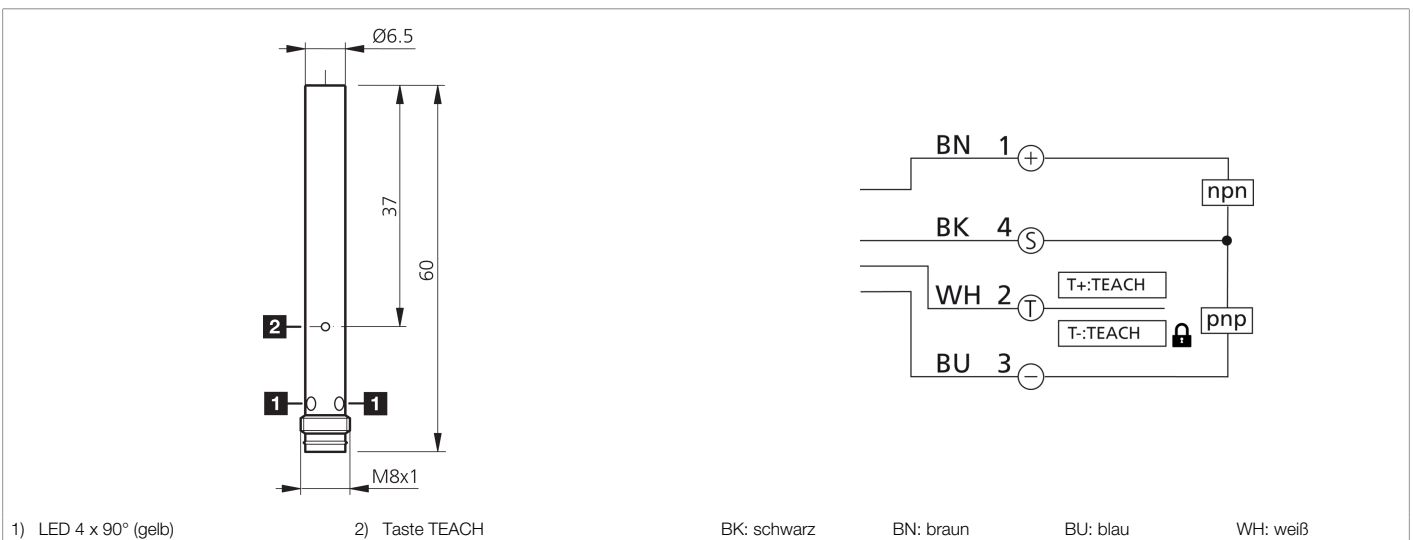 Ø6.5
37
60
2
1
1
M8x1
BN 1 +
npn
BK 4 S
T+:TEACH
WH 2 T
pnp
T-:TEACH
BU 3 −
1) LED 4 x 90° (gelb)
2) Taste TEACH
BK: schwarz
BN: braun
BU: blau
WH: weiß